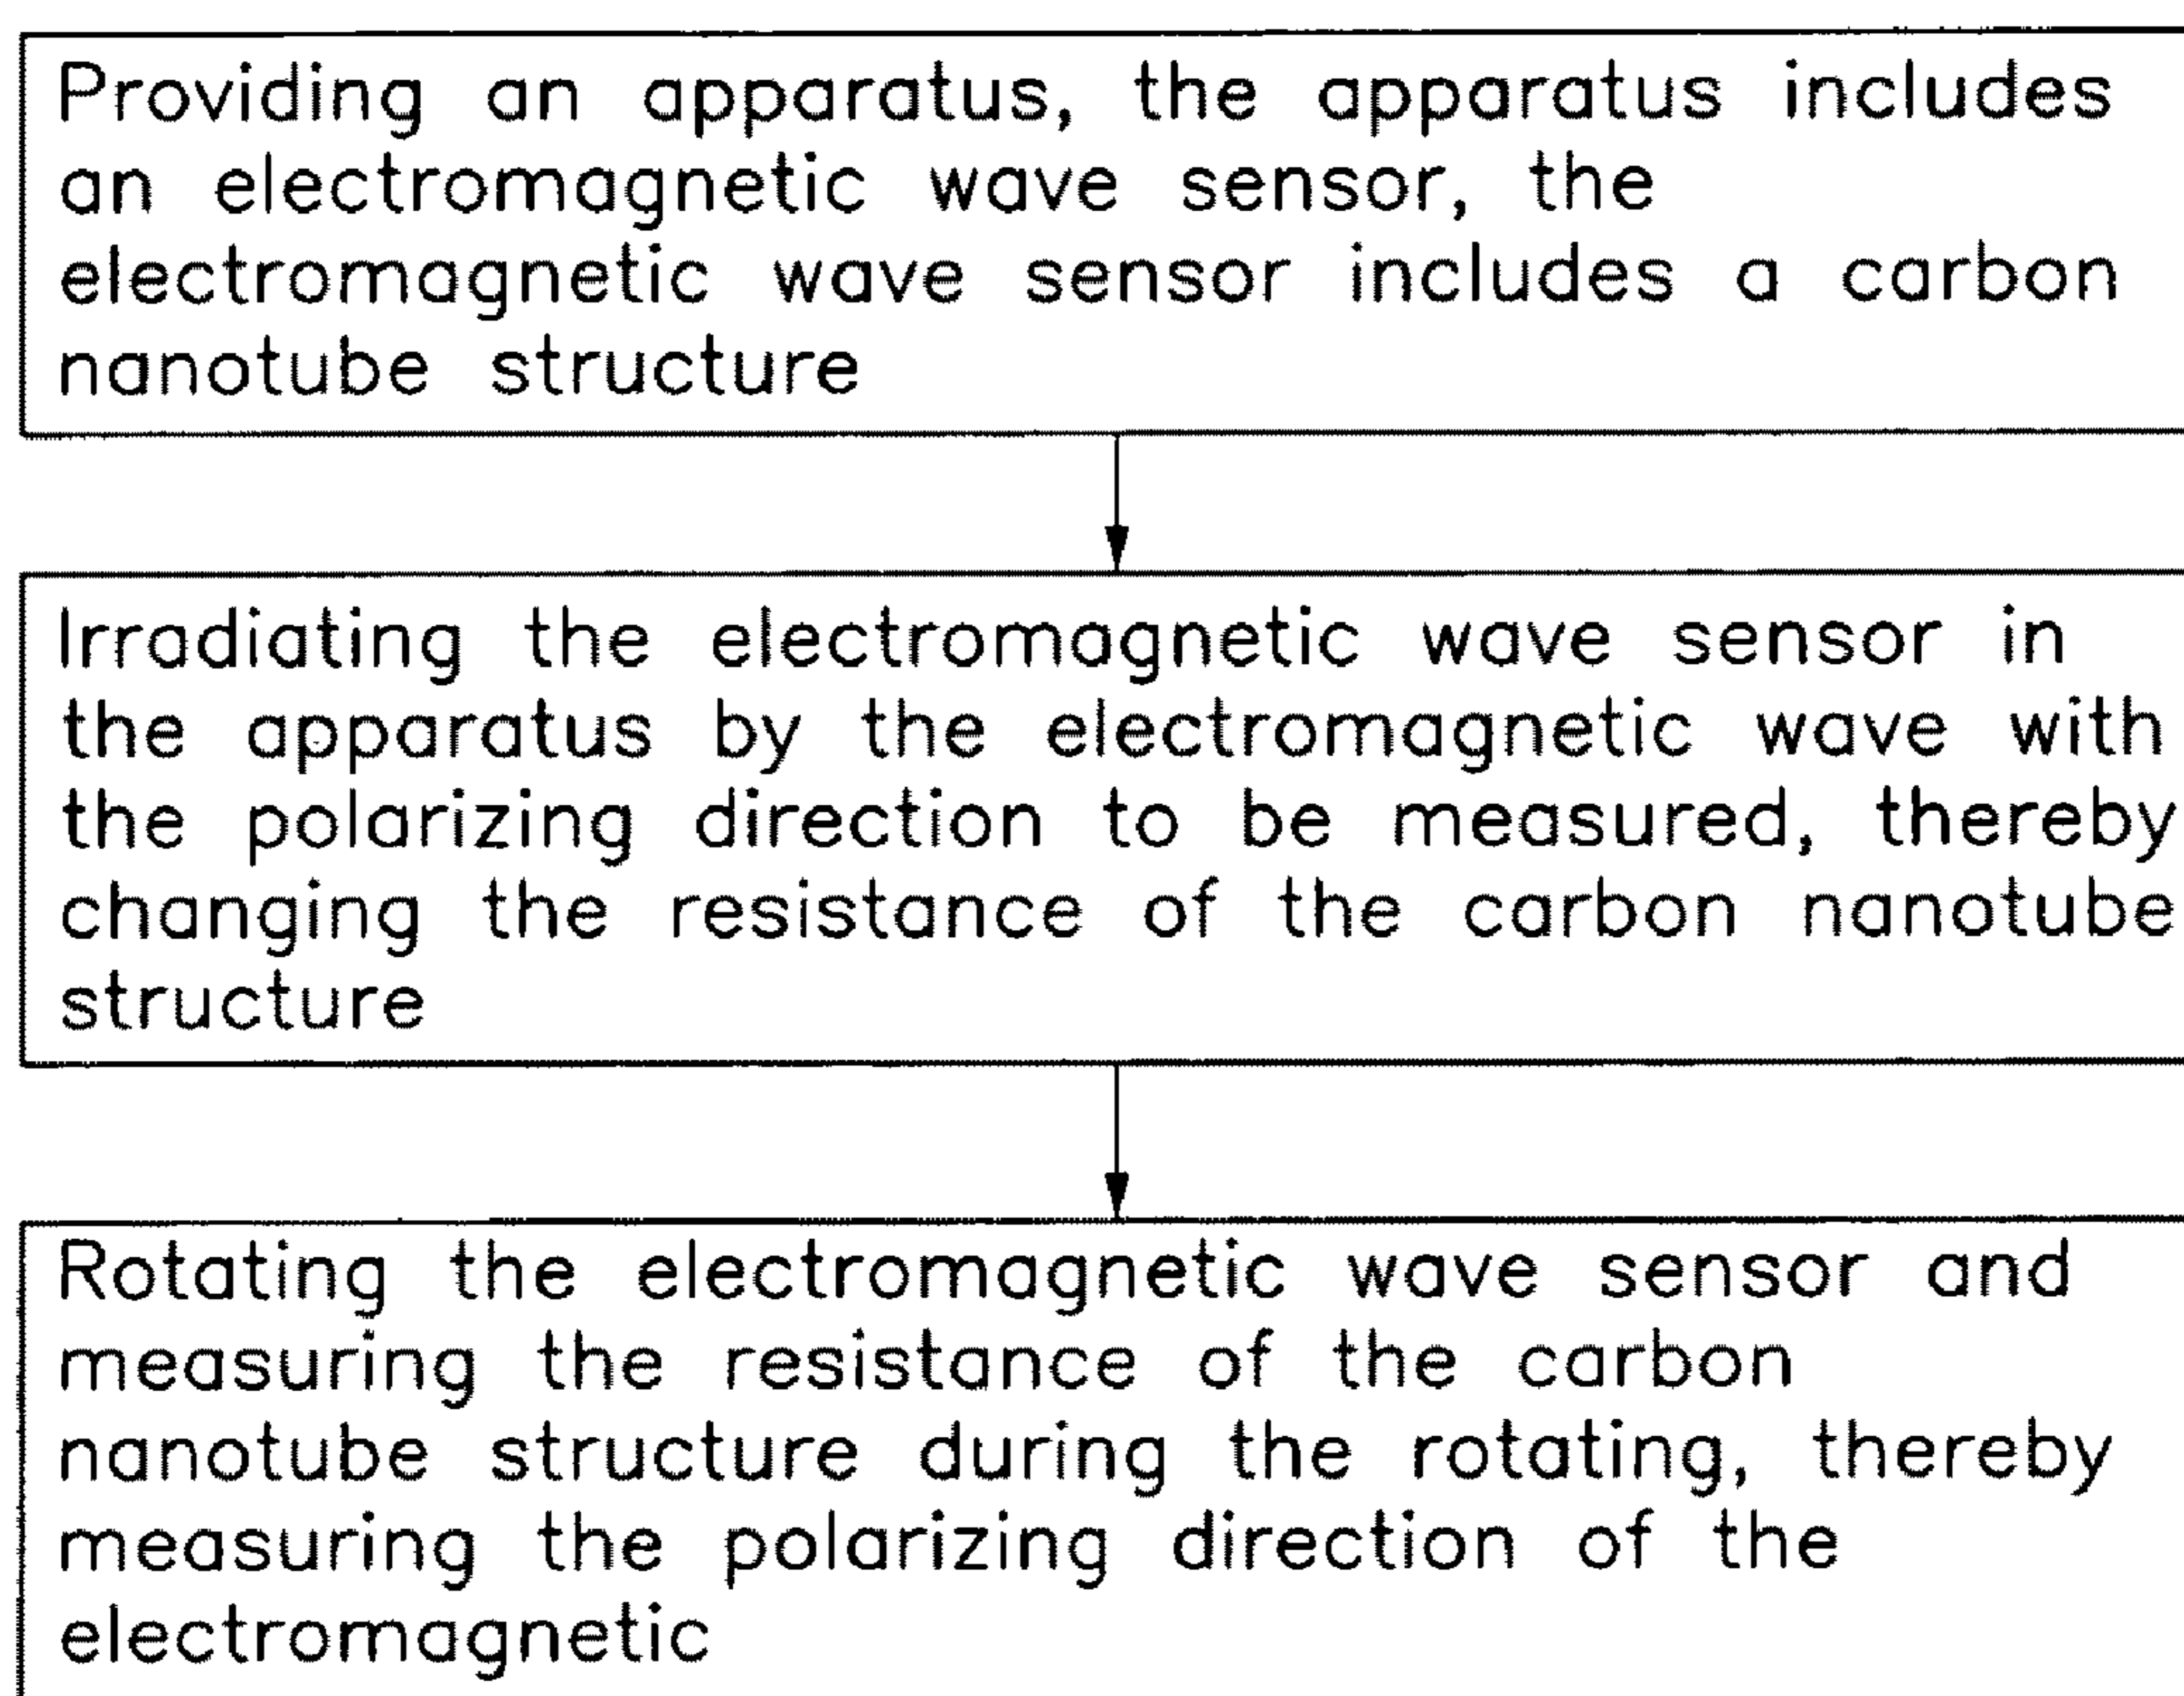 Providing an apparatus, the apparatus includes
an electromagnetic wave sensor, the
electromagnetic wave sensor includes a carbon
nanotube structure
Irradiating the electromagnetic wave sensor in
the apparatus by the electromagnetic wave with
the polarizing direction to be measured, thereby
changing the resistance of the carbon nanotube
structure
Rotating the electromagnetic wave sensor and
measuring the resistance of the carbon
nanotube structure during the rotating, thereby
measuring the polarizing direction of the
electromagnetic